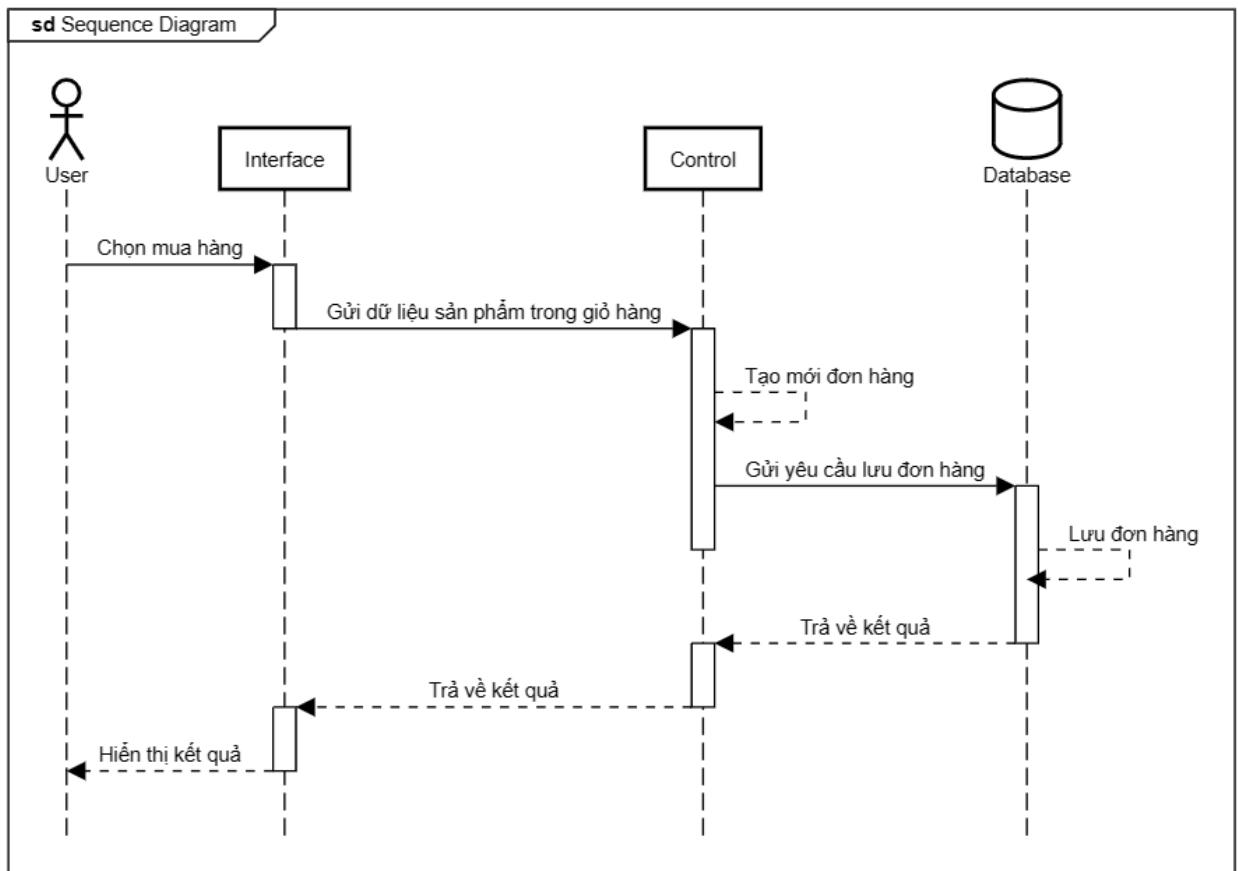 sd Sequence Diagram
User
Interface
Control
Database
Chọn mua hàng
Gửi dữ liệu sản phẩm trong giỏ hàng
Tạo mới đơn hàng
Gửi yêu cầu lưu đơn hàng
Lưu đơn hàng
Trả về kết quả
Trả về kết quả
Hiển thị kết quả